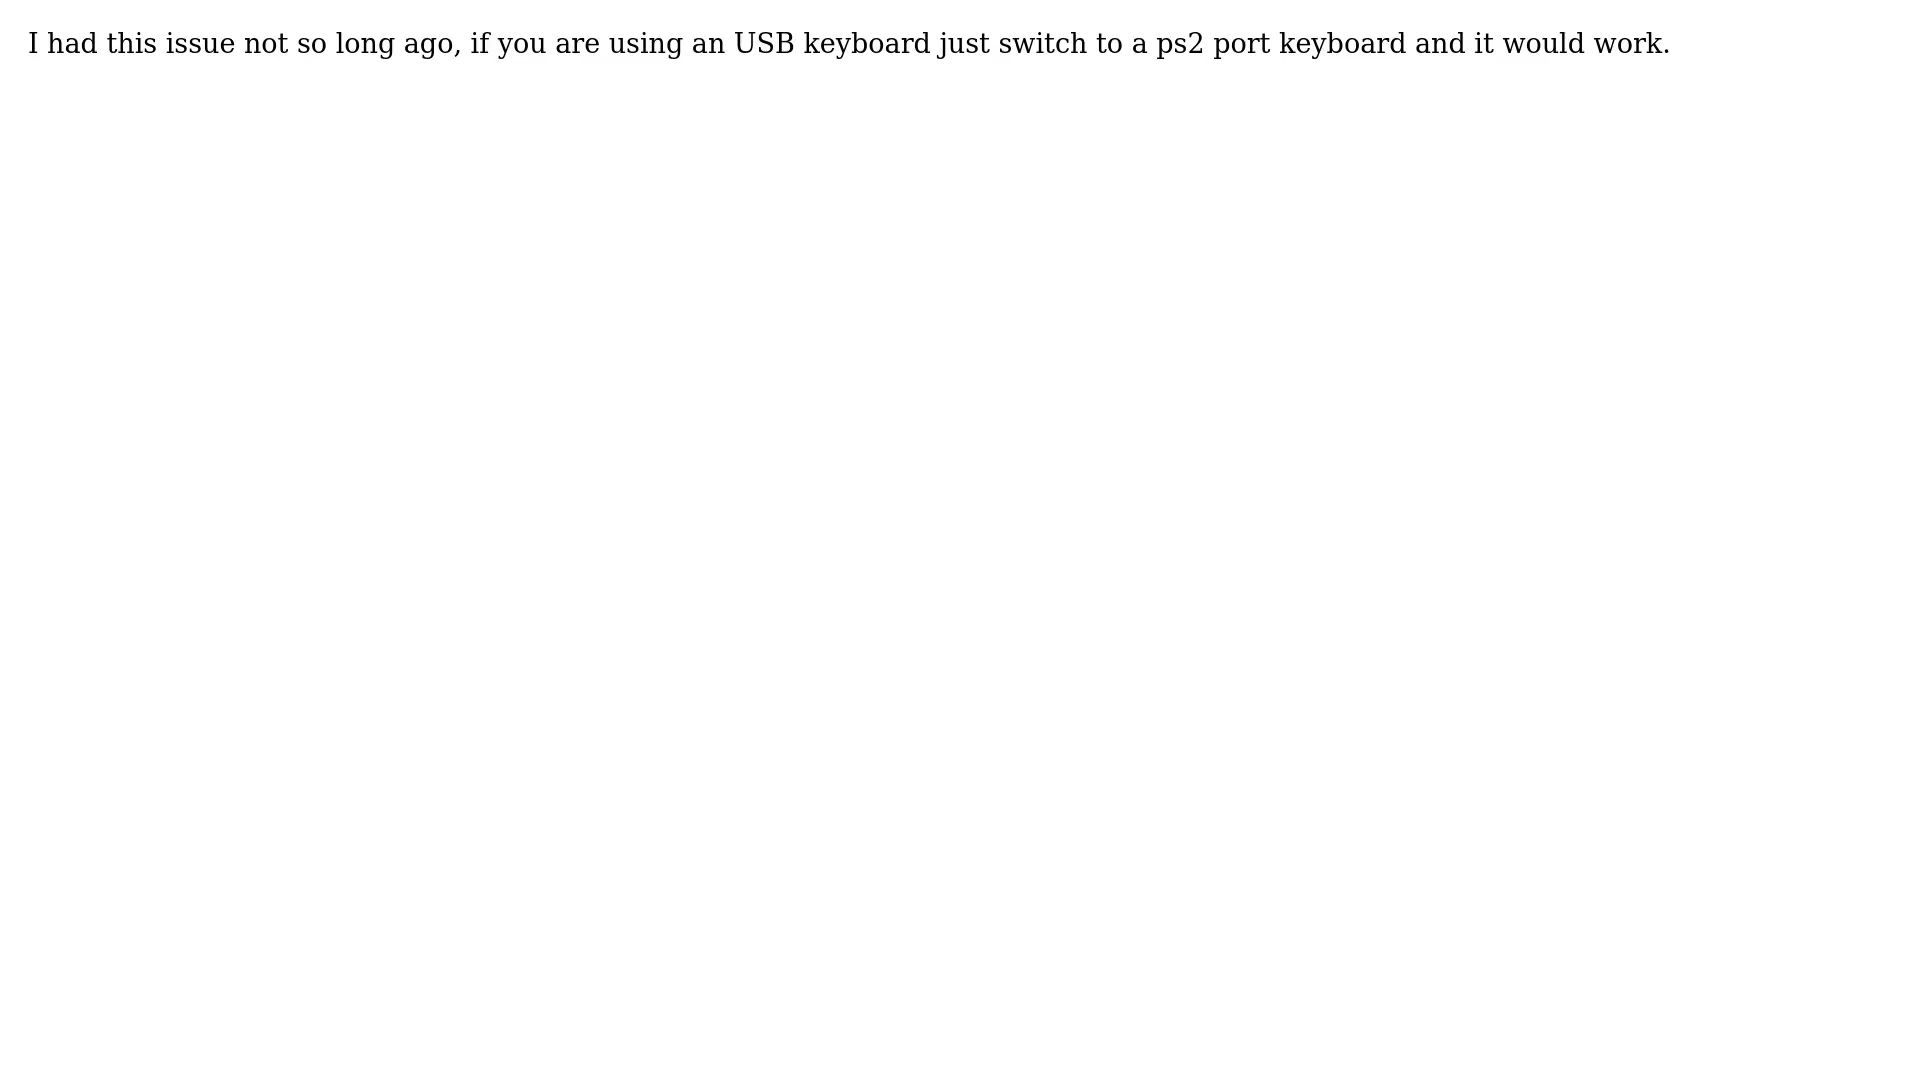 I had this issue not so long ago, if you are using an USB keyboard just switch to a ps2 port keyboard and it would work.